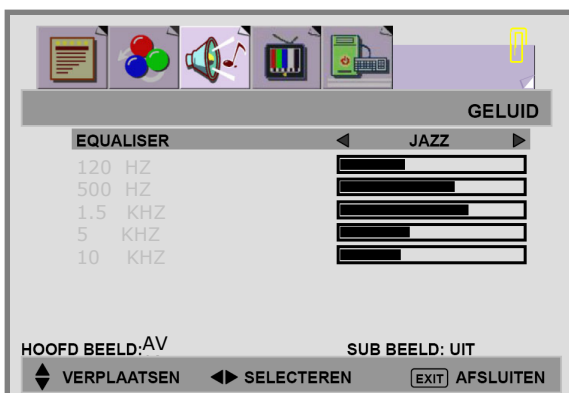 GELUID
EQUALISER JAZZ
120 HZ
500 HZ
1.5 KHZ
5 KHZ
10 KHZ
HOOFD BEELD: AV SUB BEELD: UIT
VERPLAATSEN SELECTEREN EXIT AFSLUITEN